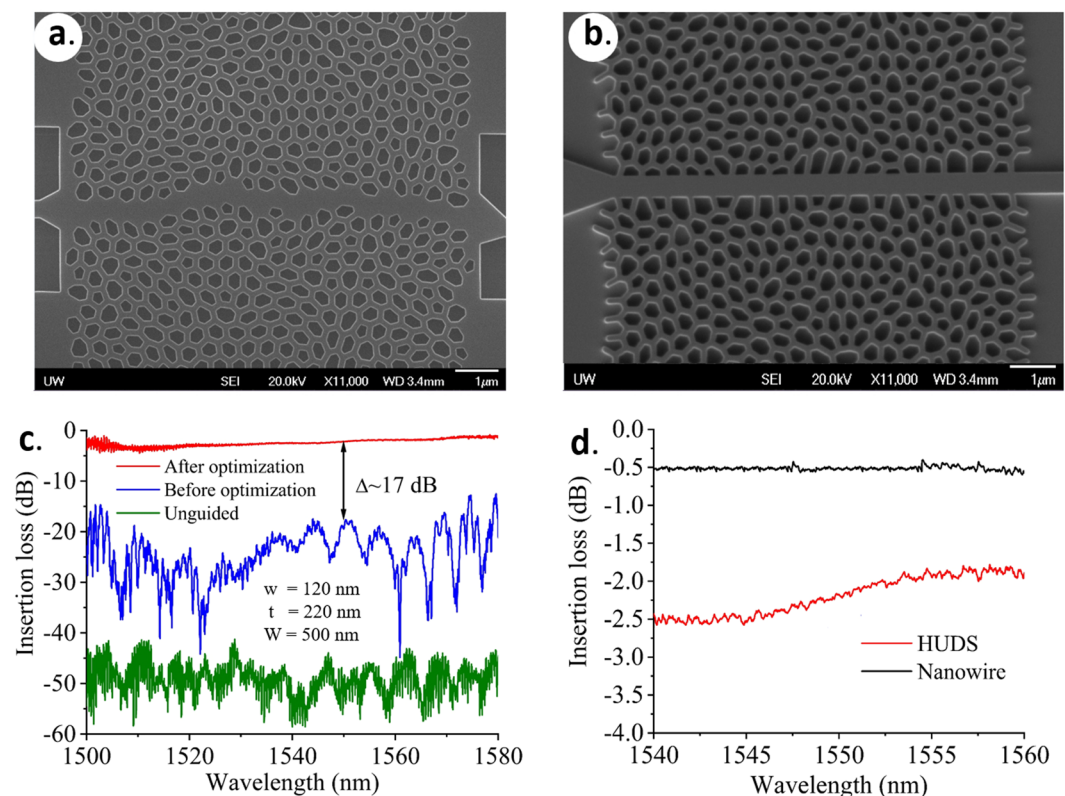 a.
UW SEI 20.0kV X11,000 WD 3.4mm 1μm
b.
UW SEI 20.0kV X11,000 WD 3.4mm 1μm
c.
0
-10
-20
-30
-40
-50
-60
Insertion loss (dB)
After optimization
Before optimization
Unguided
Δ~17 dB
w = 120 nm
t = 220 nm
W = 500 nm
1500 1520 1540 1560 1580
Wavelength (nm)
d.
0.0
-0.5
-1.0
-1.5
-2.0
-2.5
-3.0
-3.5
-4.0
Insertion loss (dB)
HUDS
Nanowire
1540 1545 1550 1555 1560
Wavelength (nm)